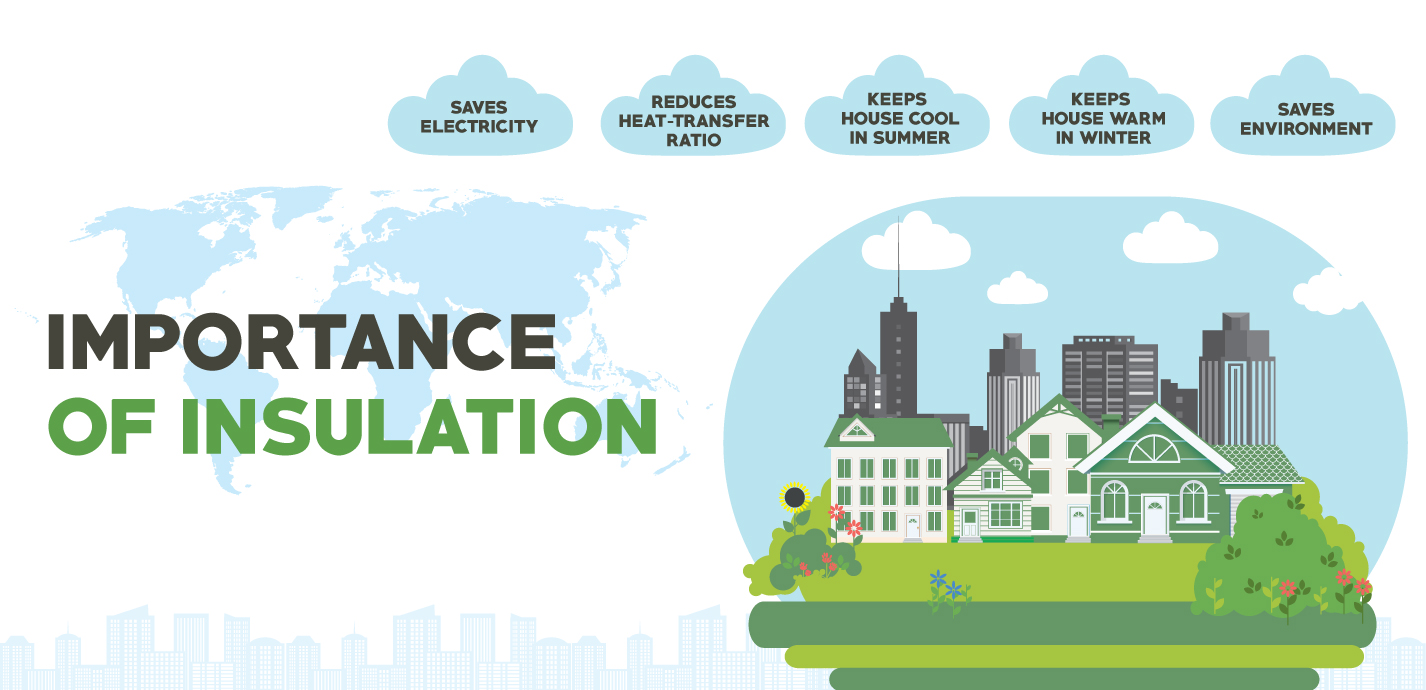 SAVES
ELECTRICITY
REDUCES
HEAT-TRANSFER
RATIO
KEEPS
HOUSE COOL
IN SUMMER
KEEPS
HOUSE WARM
IN WINTER
SAVES
ENVIRONMENT
IMPORTANCE
OF INSULATION